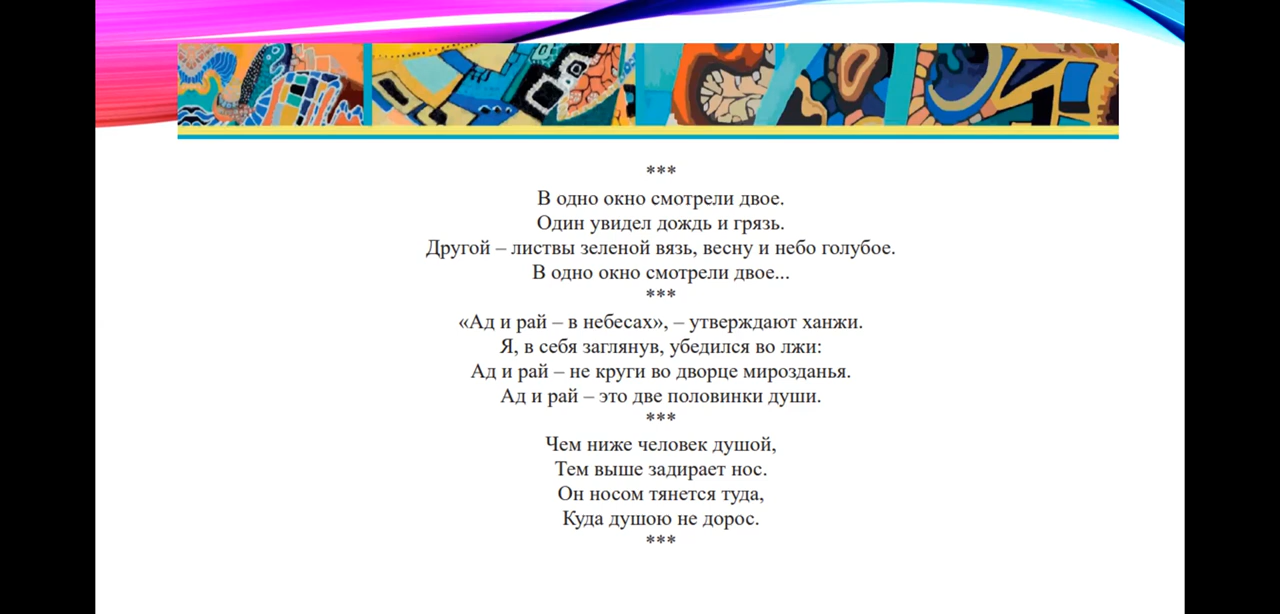 ***
В одно окно смотрели двое.
Один увидел дождь и грязь.
Другой – листвы зеленой вязь, весну и небо голубое.
В одно окно смотрели двое...
***
«Ад и рай – в небесах», – утверждают ханжи.
Я, в себя заглянув, убедился во лжи:
Ад и рай – не круги во дворце мирозданья.
Ад и рай – это две половинки души.
***
Чем ниже человек душой,
Тем выше задирает нос.
Он носом тянется туда,
Куда душою не дорос.
***